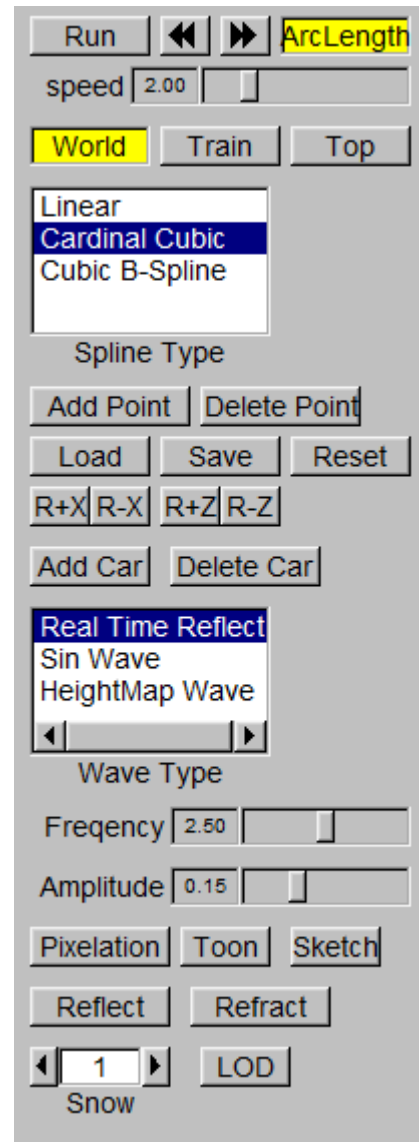 Run ArcLength
speed 2.00
World Train Top
Linear
Cardinal Cubic
Cubic B-Spline
Spline Type
Add Point Delete Point
Load Save Reset
R+X R-X R+Z R-Z
Add Car Delete Car
Real Time Reflect
Sin Wave
HeightMap Wave
Wave Type
Freqency 2.50
Amplitude 0.15
Pixelation Toon Sketch
Reflect Refract
1 LOD
Snow